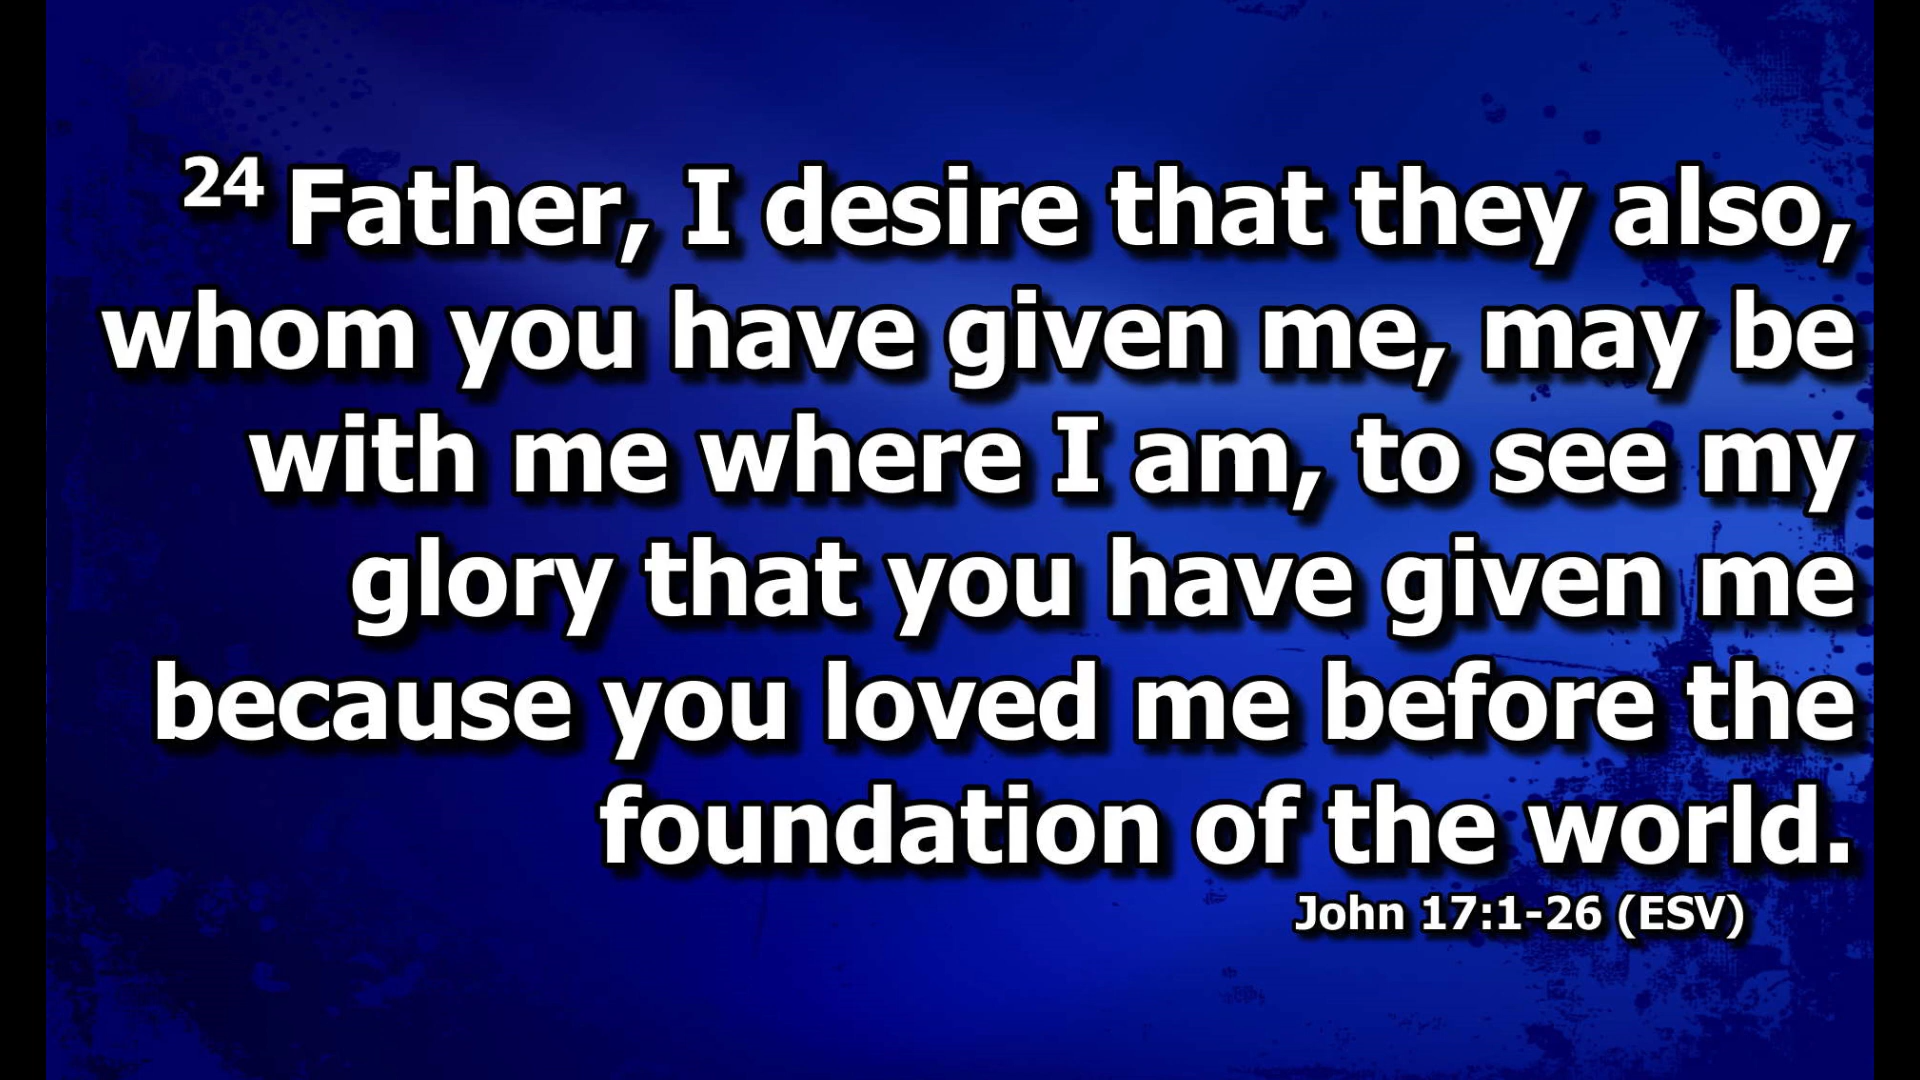 24 Father, I desire that they also,
whom you have given me, may be
with me where I am, to see my
glory that you have given me
because you loved me before the
foundation of the world.
John 17:1-26 (ESV)